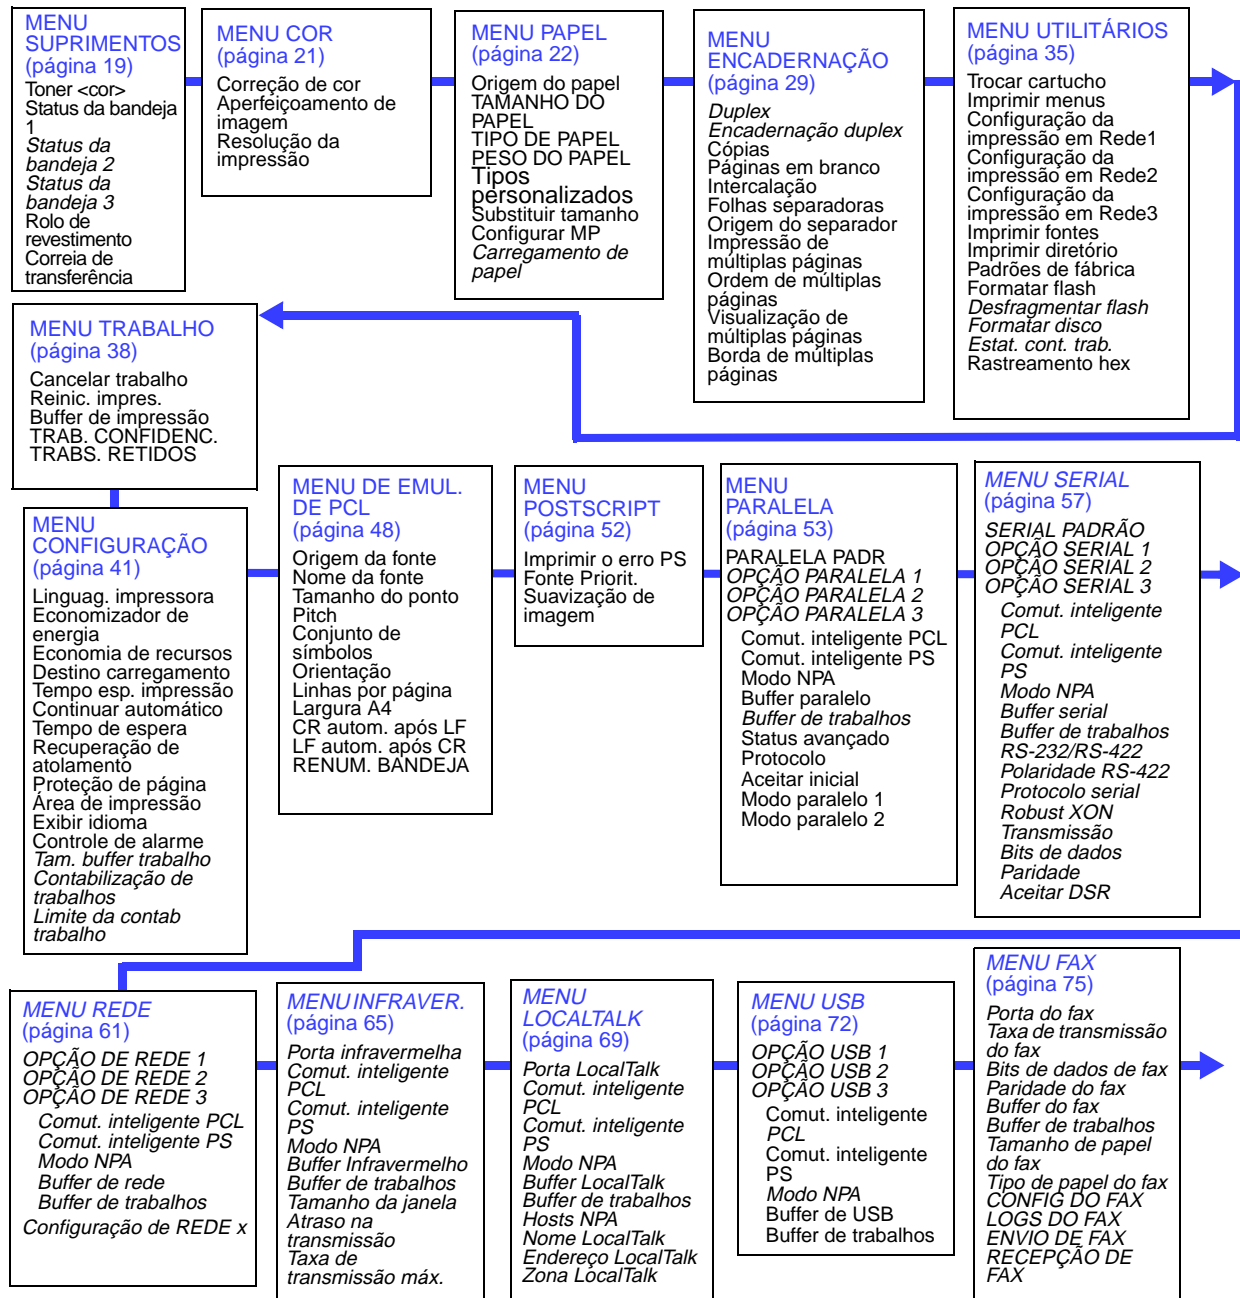 MENU
SUPRIMENTOS
(página 19)
Toner <cor>
Status da bandeja
1
Status da
bandeja 2
Status da
bandeja 3
Rolo de
revestimento
Correia de
transferência
MENU COR
(página 21)
Correção de cor
Aperfeiçoamento de
imagem
Resolução da
impressão
MENU PAPEL
(página 22)
Origem do papel
TAMANHO DO
PAPEL
TIPO DE PAPEL
PESO DO PAPEL
Tipos
personalizados
Substituir tamanho
Configurar MP
Carregamento de
papel
MENU
ENCADERNAÇÃO
(página 29)
Duplex
Encadernação duplex
Cópias
Páginas em branco
Intercalação
Folhas separadoras
Origem do separador
Impressão de
múltiplas páginas
Ordem de múltiplas
páginas
Visualização de
múltiplas páginas
Borda de múltiplas
páginas
MENU UTILITÁRIOS
(página 35)
Trocar cartucho
Imprimir menus
Configuração da
impressão em Rede1
Configuração da
impressão em Rede2
Configuração da
impressão em Rede3
Imprimir fontes
Imprimir diretório
Padrões de fábrica
Formatar flash
Desfragmentar flash
Formatar disco
Estat. cont. trab.
Rastreamento hex
MENU TRABALHO
(página 38)
Cancelar trabalho
Reinic. impres.
Buffer de impressão
TRAB. CONFIDENC.
TRABS. RETIDOS
MENU
CONFIGURAÇÃO
(página 41)
Linguag. impressora
Economizador de
energia
Economia de recursos
Destino carregamento
Tempo esp. impressão
Continuar automático
Tempo de espera
Recuperação de
atolamento
Proteção de página
Área de impressão
Exibir idioma
Controle de alarme
Tam. buffer trabalho
Contabilização de
trabalhos
Limite da contab
trabalho
MENU DE EMUL.
DE PCL
(página 48)
Origem da fonte
Nome da fonte
Tamanho do ponto
Pitch
Conjunto de
símbolos
Orientação
Linhas por página
Largura A4
CR autom. após LF
LF autom. após CR
RENUM. BANDEJA
MENU
POSTSCRIPT
(página 52)
Imprimir o erro PS
Fonte Priorit.
Suavização de
imagem
MENU
PARALELA
(página 53)
PARALELA PADR
OPÇÃO PARALELA 1
OPÇÃO PARALELA 2
OPÇÃO PARALELA 3
Comut. inteligente PCL
Comut. inteligente PS
Modo NPA
Buffer paralelo
Buffer de trabalhos
Status avançado
Protocolo
Aceitar inicial
Modo paralelo 1
Modo paralelo 2
MENU SERIAL
(página 57)
SERIAL PADRÃO
OPÇÃO SERIAL 1
OPÇÃO SERIAL 2
OPÇÃO SERIAL 3
Comut. inteligente
PCL
Comut. inteligente
PS
Modo NPA
Buffer serial
Buffer de trabalhos
RS-232/RS-422
Polaridade RS-422
Protocolo serial
Robust XON
Transmissão
Bits de dados
Paridade
Aceitar DSR
MENU REDE
(página 61)
OPÇÃO DE REDE 1
OPÇÃO DE REDE 2
OPÇÃO DE REDE 3
Comut. inteligente PCL
Comut. inteligente PS
Modo NPA
Buffer de rede
Buffer de trabalhos
Configuração de REDE x
MENU INFRAVER.
(página 65)
Porta infravermelha
Comut. inteligente
PCL
Comut. inteligente
PS
Modo NPA
Buffer Infravermelho
Buffer de trabalhos
Tamanho da janela
Atraso na
transmissão
Taxa de
transmissão máx.
MENU
LOCALTALK
(página 69)
Porta LocalTalk
Comut. inteligente
PCL
Comut. inteligente
PS
Modo NPA
Buffer LocalTalk
Buffer de trabalhos
Hosts NPA
Nome LocalTalk
Endereço LocalTalk
Zona LocalTalk
MENU USB
(página 72)
OPÇÃO USB 1
OPÇÃO USB 2
OPÇÃO USB 3
Comut. inteligente
PCL
Comut. inteligente
PS
Modo NPA
Buffer de USB
Buffer de trabalhos
MENU FAX
(página 75)
Porta do fax
Taxa de transmissão
do fax
Bits de dados de fax
Paridade do fax
Buffer do fax
Buffer de trabalhos
Tamanho de papel
do fax
Tipo de papel do fax
CONFIG DO FAX
LOGS DO FAX
ENVIO DE FAX
RECEPÇÃO DE
FAX